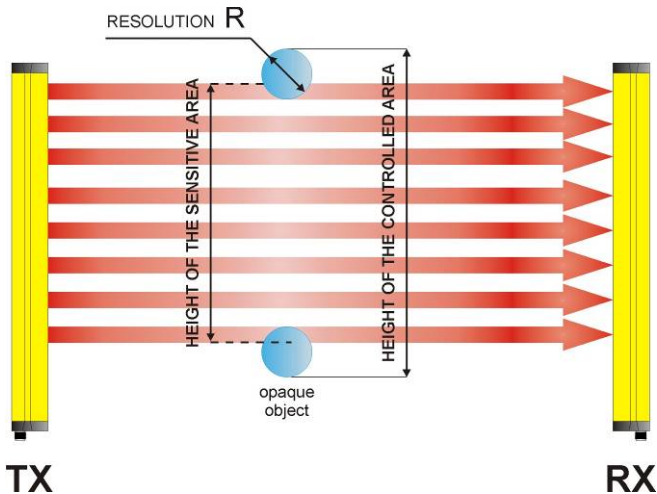 RESOLUTION R
HEIGHT OF THE SENSITIVE AREA
HEIGHT OF THE CONTROLLED AREA
opaque
object
TX
RX